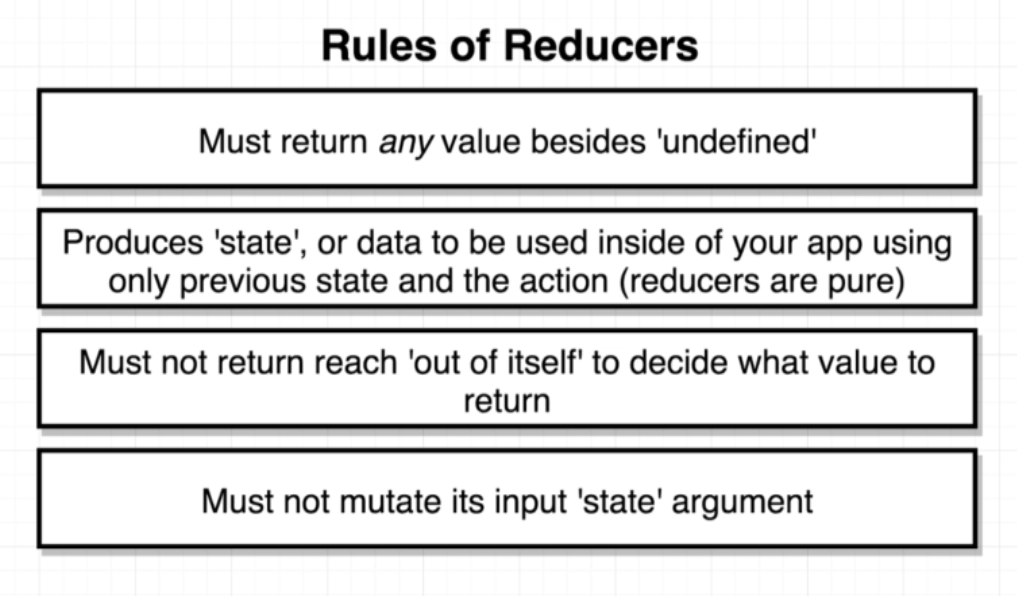 Rules of Reducers
Must return any value besides 'undefined'
Produces 'state', or data to be used inside of your app using
only previous state and the action (reducers are pure)
Must not return reach 'out of itself' to decide what value to
return
Must not mutate its input 'state' argument